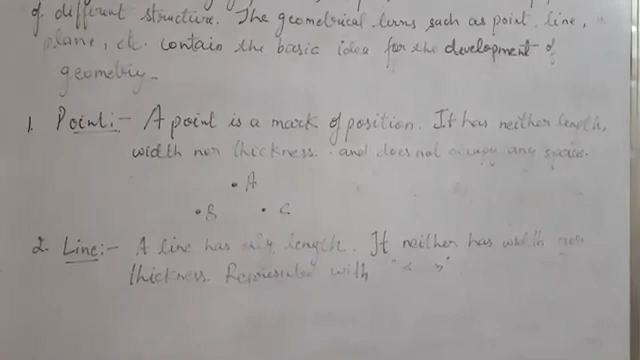 of different structure. The geometrical terms such as point, line,
plane, etc. contain the basic idea for the development of
geometriy.
1. Point:- A point is a mark of position. It has neither length,
width non thickness. and does not occupy any space.
. A
. B . C
2. Line:- A line has only length. It neither has width nor
thickness. Represented with "< >"